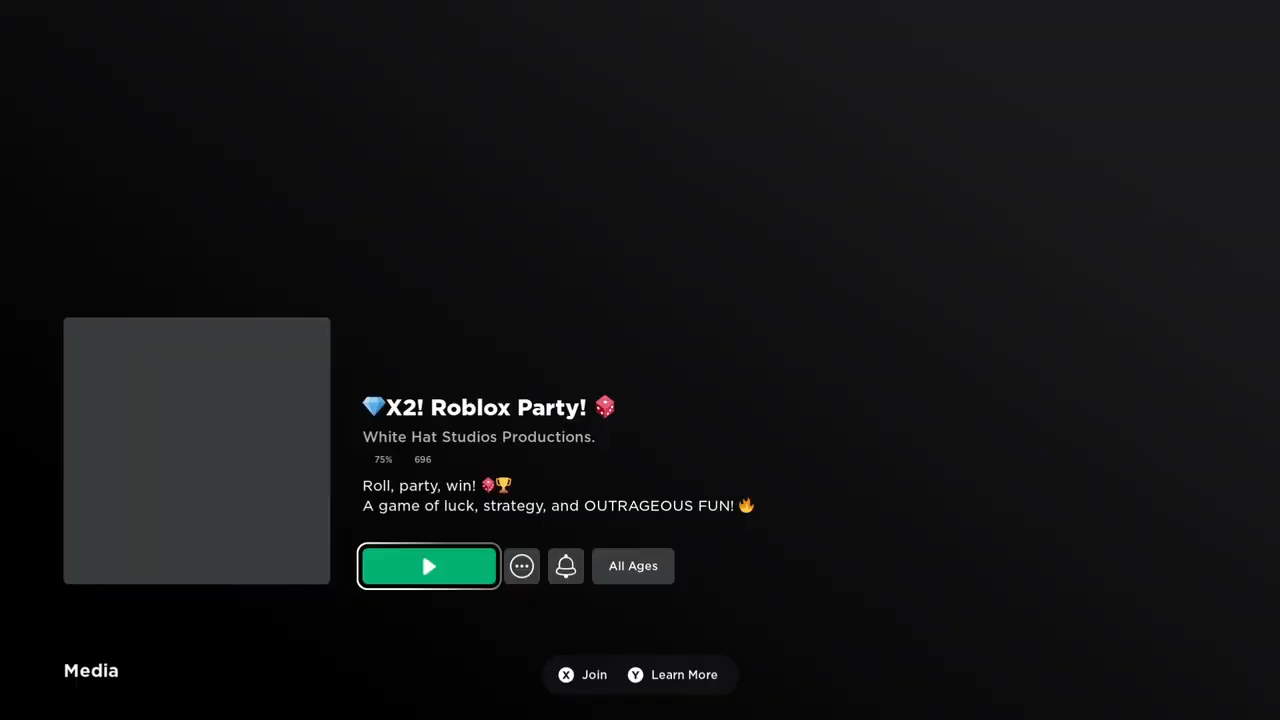 💎X2! Roblox Party! 🎲
White Hat Studios Productions.
75% 696
Roll, party, win! 🎲🏆
A game of luck, strategy, and OUTRAGEOUS FUN! 🔥
All Ages
Media
X Join Y Learn More